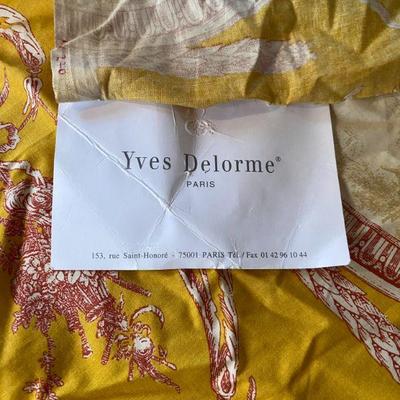 Yves Delorme®
PARIS
153, rue Saint-Honoré - 75001 PARIS Tél./Fax 01 42 96 10 44